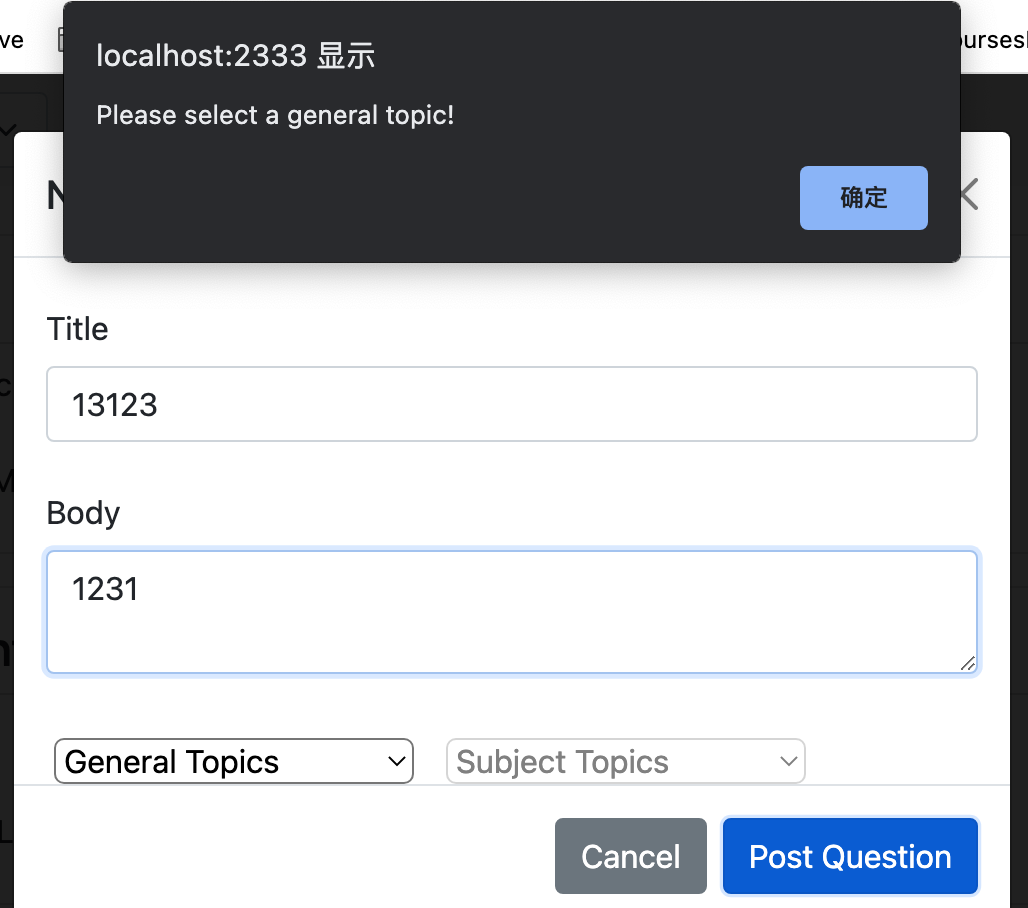 ve
localhost:2333 显示
Please select a general topic!
确定
Title
13123
Body
1231
General Topics
Subject Topics
Cancel
Post Question